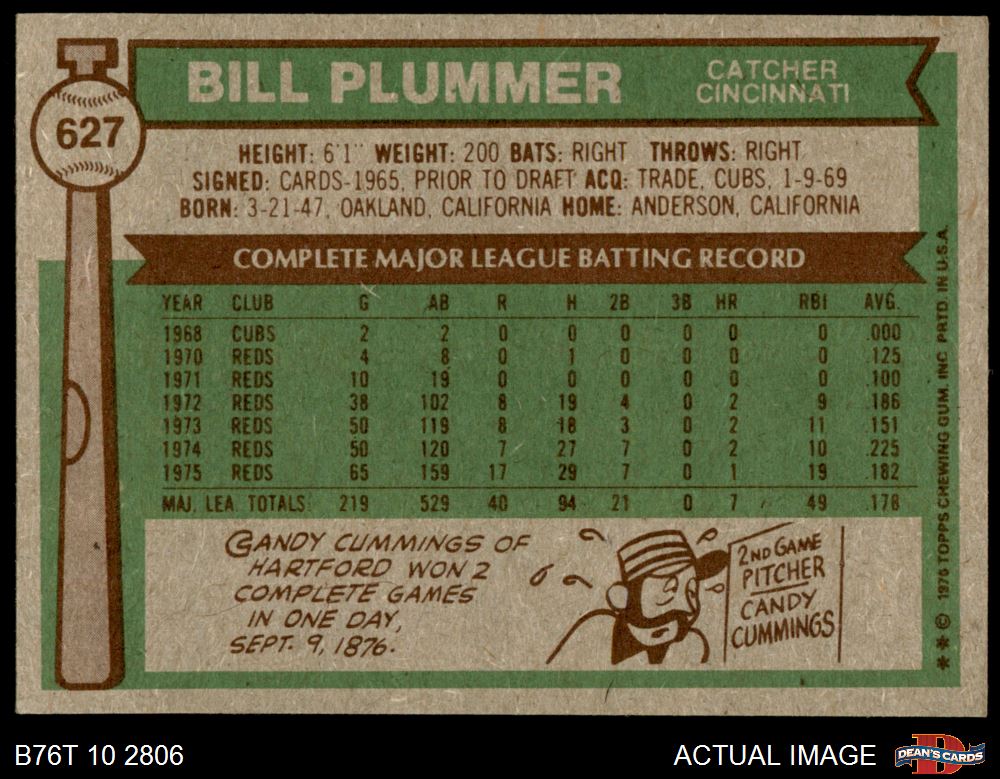 627
BILL PLUMMER
CATCHER
CINCINNATI
HEIGHT: 6'1" WEIGHT: 200 BATS: RIGHT THROWS: RIGHT
SIGNED: CARDS-1965, PRIOR TO DRAFT ACQ: TRADE, CUBS, 1-9-69
BORN: 3-21-47, OAKLAND, CALIFORNIA HOME: ANDERSON, CALIFORNIA
COMPLETE MAJOR LEAGUE BATTING RECORD
YEAR CLUB G AB R H 2B 3B HR RBI AVG.
1968 CUBS 2 2 0 0 0 0 0 0 .000
1970 REDS 4 8 0 1 0 0 0 0 .125
1971 REDS 10 19 0 0 0 0 0 0 .100
1972 REDS 38 102 8 19 4 0 2 9 .186
1973 REDS 50 119 8 18 3 0 2 11 .151
1974 REDS 50 120 7 27 7 0 2 10 .225
1975 REDS 65 159 17 29 7 0 1 19 .182
MAJ. LEA. TOTALS 219 529 40 94 21 0 7 49 .178
CANDY CUMMINGS OF
HARTFORD WON 2
COMPLETE GAMES
IN ONE DAY,
SEPT. 9, 1876.
2ND GAME
PITCHER
CANDY
CUMMINGS
** © 1976 TOPPS CHEWING GUM, INC. PRTD. IN U.S.A.
B76T 10 2806
ACTUAL IMAGE
DEAN'S CARDS